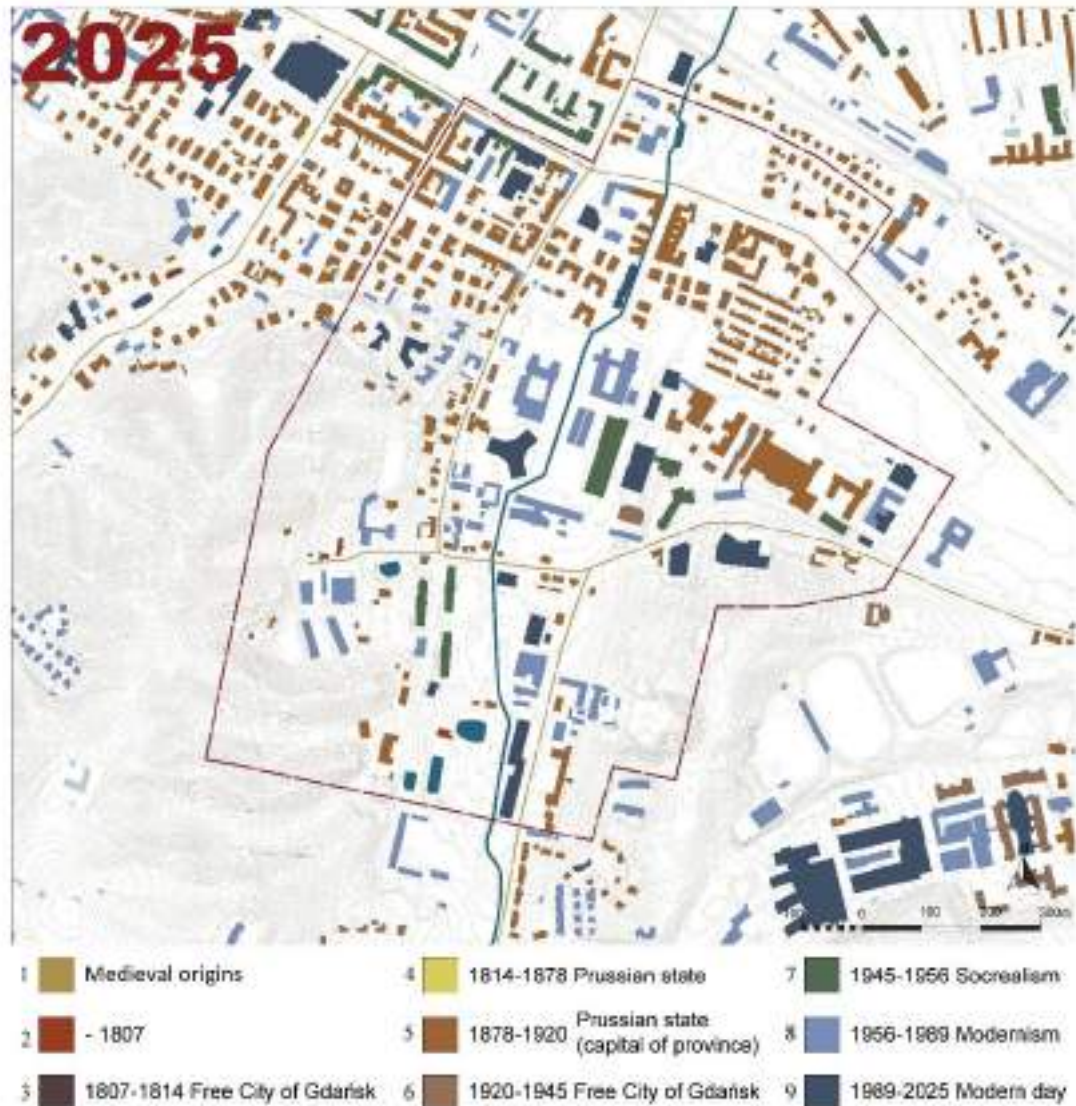 2025
0 100 200 300m
1 Medieval origins
2 - 1807
3 1807-1814 Free City of Gdańsk
4 1814-1878 Prussian state
5 1878-1920 Prussian state
(capital of province)
6 1920-1945 Free City of Gdańsk
7 1945-1956 Socrealism
8 1956-1989 Modernism
9 1989-2025 Modern day